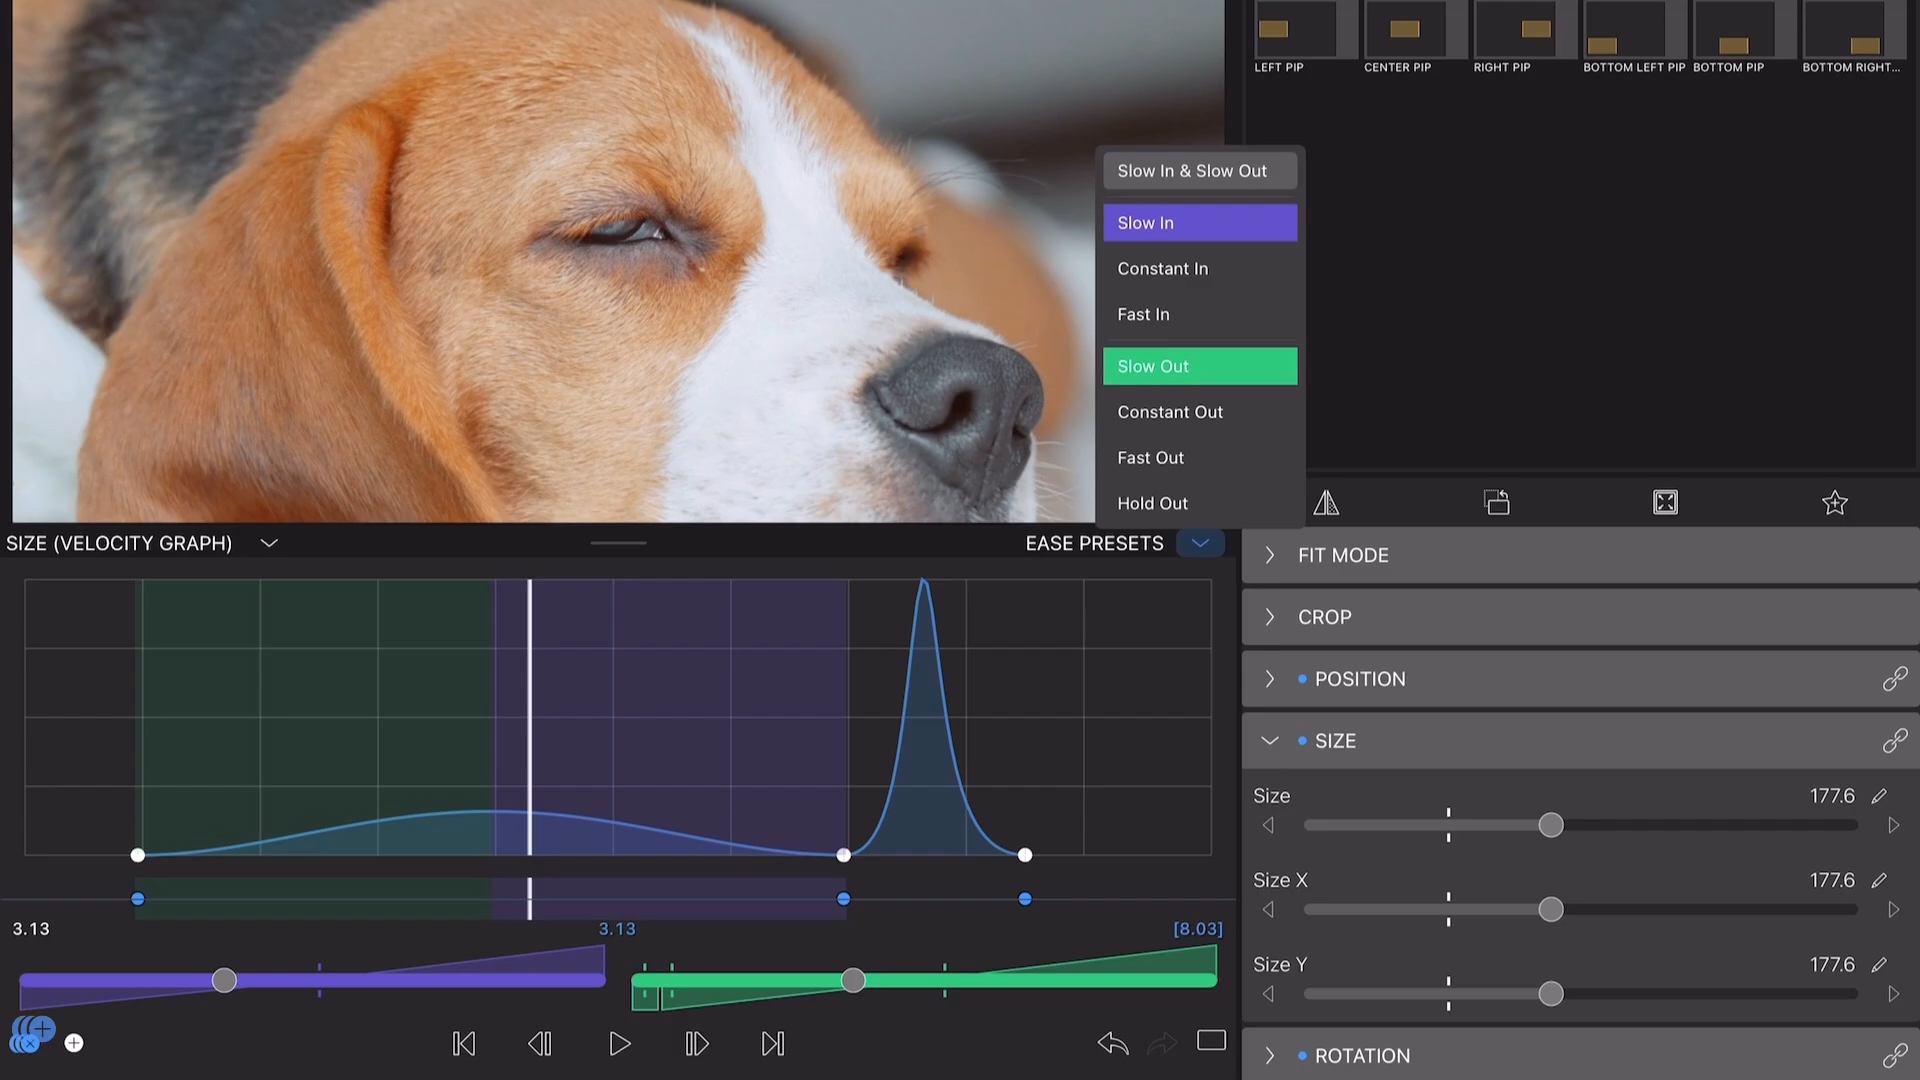 LEFT PIP
CENTER PIP
RIGHT PIP
BOTTOM LEFT PIP
BOTTOM PIP
BOTTOM RIGHT...
Slow In & Slow Out
Slow In
Constant In
Fast In
Slow Out
Constant Out
Fast Out
Hold Out
SIZE (VELOCITY GRAPH)
EASE PRESETS
3.13
3.13
[8.03]
FIT MODE
CROP
POSITION
SIZE
Size 177.6
Size X 177.6
Size Y 177.6
ROTATION